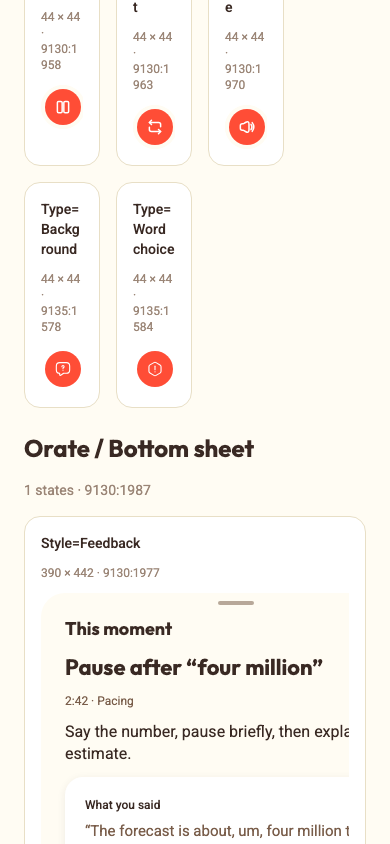 t
e
44 × 44
·
9130:1
958
44 × 44
·
9130:1
963
44 × 44
·
9130:1
970
Type=
Backg
round
44 × 44
·
9135:1
578
Type=
Word
choice
44 × 44
·
9135:1
584
Orate / Bottom sheet
1 states · 9130:1987
Style=Feedback
390 × 442 · 9130:1977
This moment
Pause after “four million”
2:42 · Pacing
Say the number, pause briefly, then expla
estimate.
What you said
“The forecast is about, um, four million t